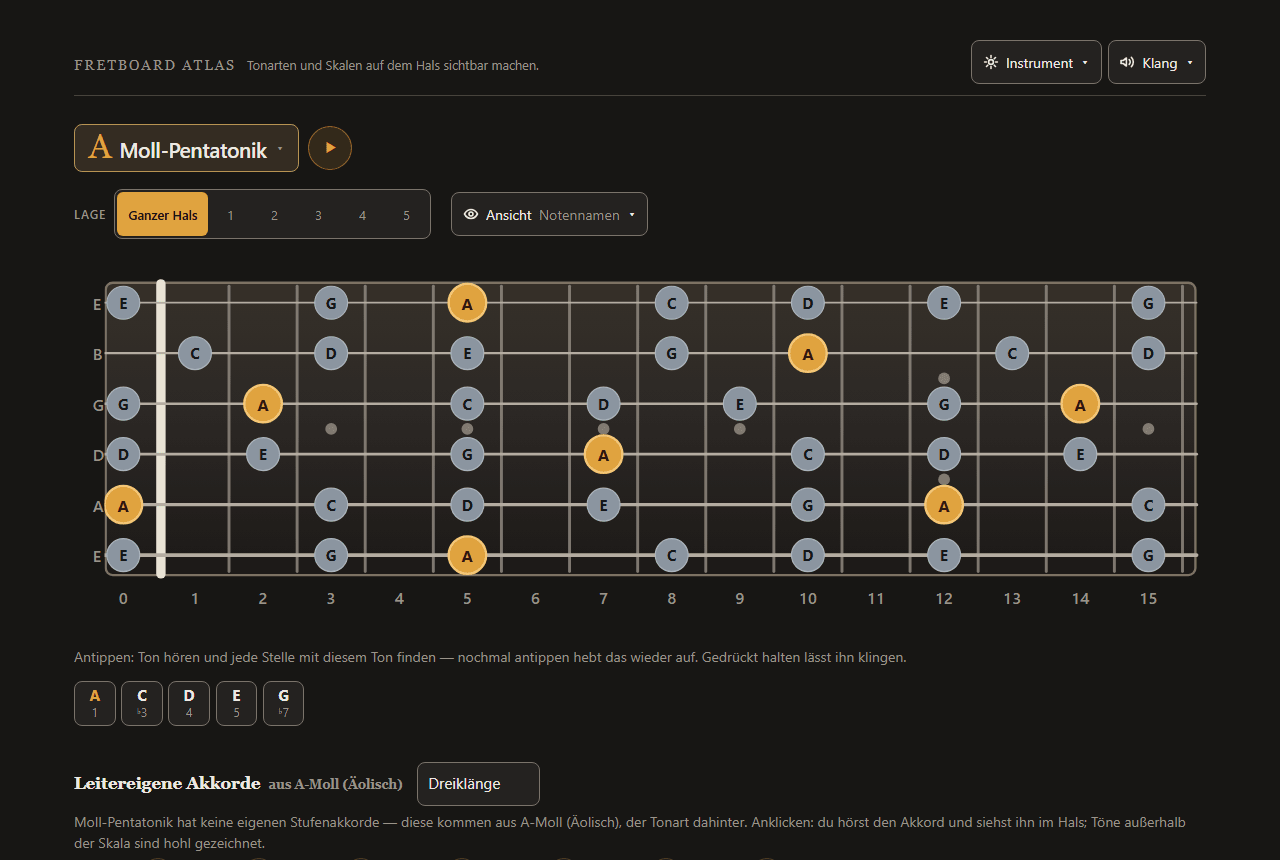 FRETBOARD ATLAS Tonarten und Skalen auf dem Hals sichtbar machen. Instrument Klang
A Moll-Pentatonik
LAGE Ganzer Hals 1 2 3 4 5 Ansicht Notennamen
E E G A C D E G
B C D E G A C D
G G A C D E G A
D D E G A C D E
A A C D E G A C
E E G A C D E G
0 1 2 3 4 5 6 7 8 9 10 11 12 13 14 15
Antippen: Ton hören und jede Stelle mit diesem Ton finden — nochmal antippen hebt das wieder auf. Gedrückt halten lässt ihn klingen.
A C D E G
1 ♭3 4 5 ♭7
Leitereigene Akkorde aus A-Moll (Äolisch) Dreiklänge
Moll-Pentatonik hat keine eigenen Stufenakkorde — diese kommen aus A-Moll (Äolisch), der Tonart dahinter. Anklicken: du hörst den Akkord und siehst ihn im Hals; Töne außerhalb
der Skala sind hohl gezeichnet.